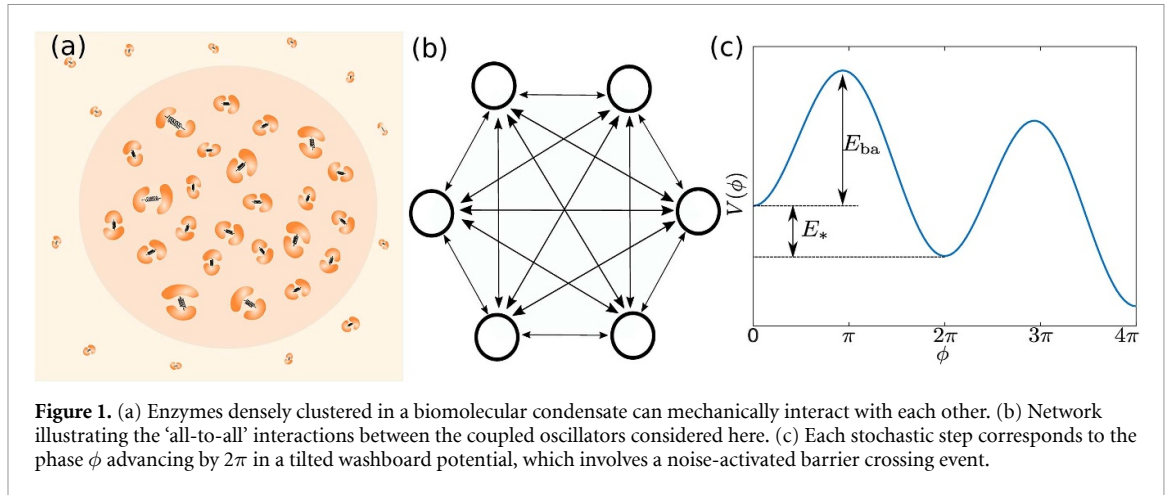 (a)
(b)
(c)
V(ϕ)
E_ba
E_*
0
π
2π
3π
4π
ϕ
Figure 1. (a) Enzymes densely clustered in a biomolecular condensate can mechanically interact with each other. (b) Network
illustrating the ‘all-to-all’ interactions between the coupled oscillators considered here. (c) Each stochastic step corresponds to the
phase ϕ advancing by 2π in a tilted washboard potential, which involves a noise-activated barrier crossing event.